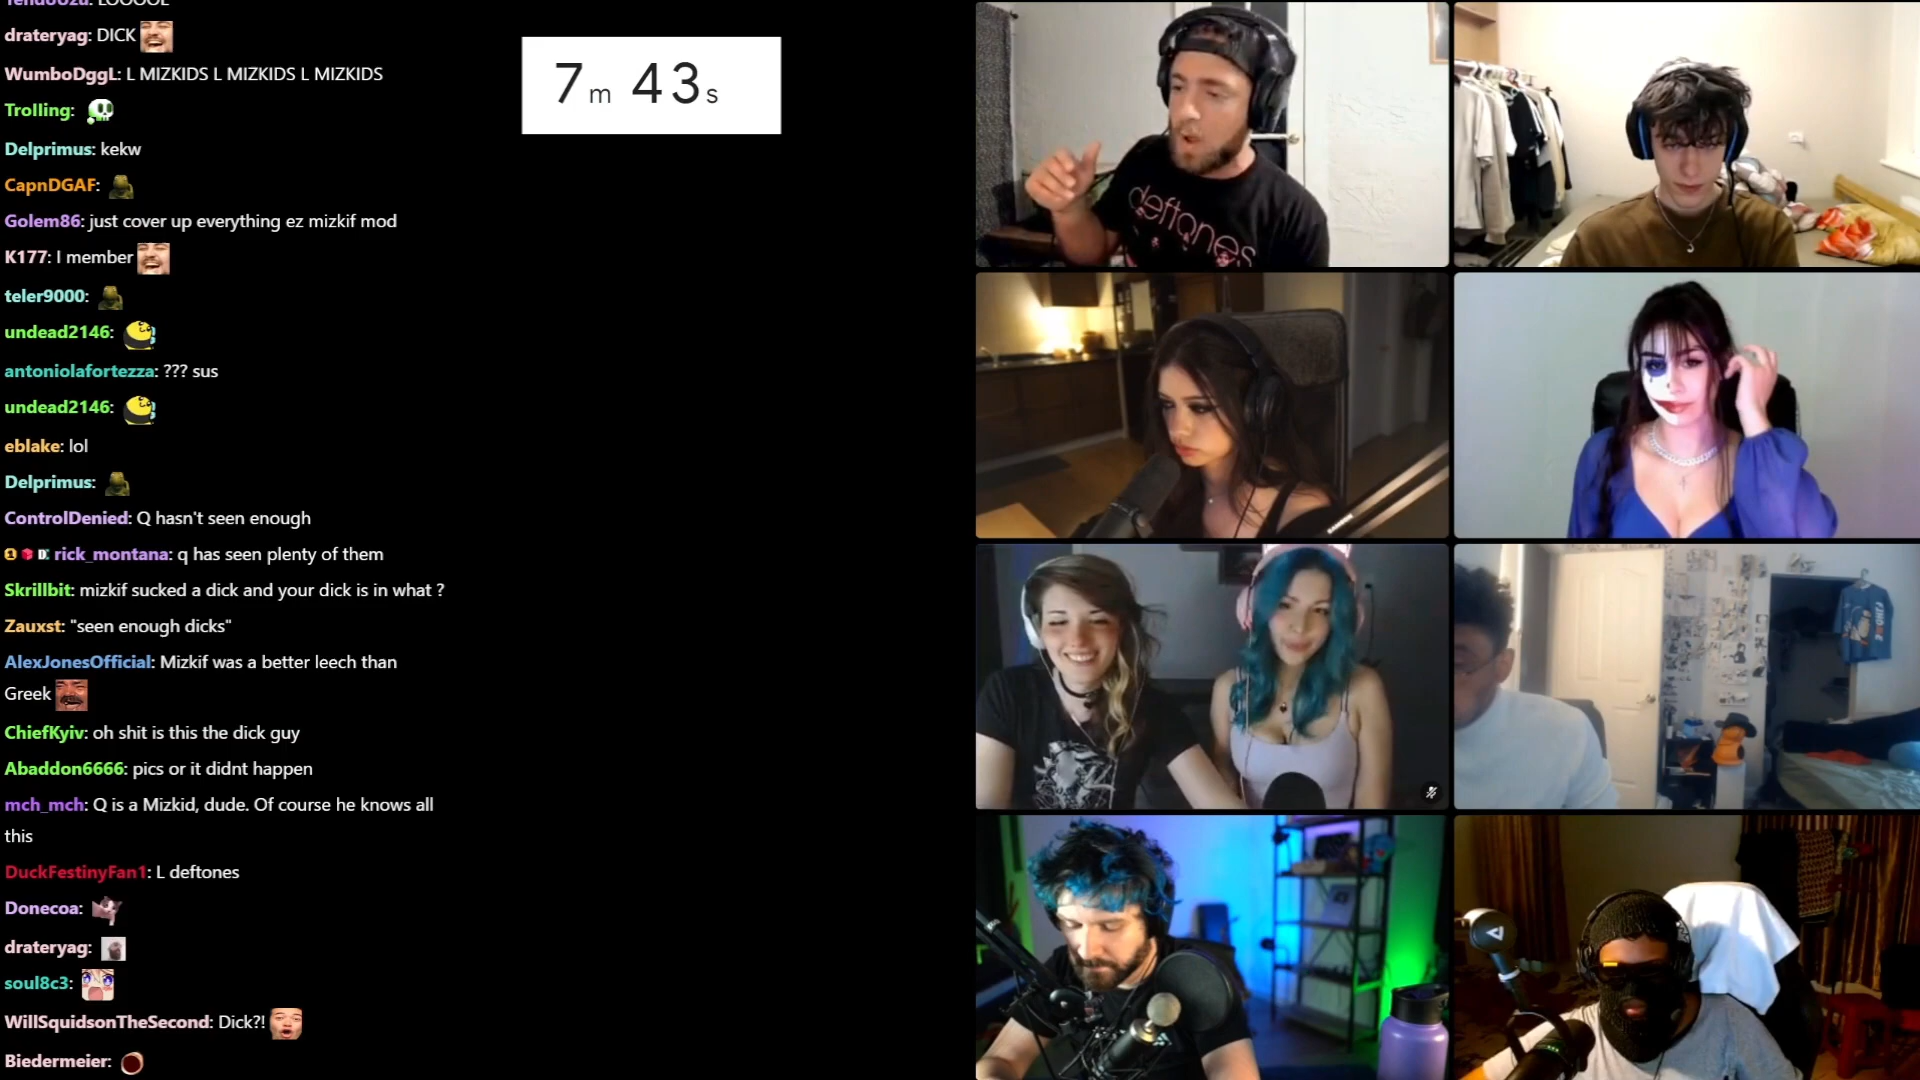 TendooZu: LOOOOL
drateryag: DICK
WumboDggL: L MIZKIDS L MIZKIDS L MIZKIDS
Trolling:
Delprimus: kekw
CapnDGAF:
Golem86: just cover up everything ez mizkif mod
K177: I member
teler9000:
undead2146:
antoniolafortezza: ??? sus
undead2146:
eblake: lol
Delprimus:
ControlDenied: Q hasn't seen enough
rick_montana: q has seen plenty of them
Skrillbit: mizkif sucked a dick and your dick is in what ?
Zauxst: "seen enough dicks"
AlexJonesOfficial: Mizkif was a better leech than
Greek
ChiefKyiv: oh shit is this the dick guy
Abaddon6666: pics or it didnt happen
mch_mch: Q is a Mizkid, dude. Of course he knows all
this
DuckFestinyFan1: L deftones
Donecoa:
drateryag:
soul8c3:
WillSquidsonTheSecond: Dick?!
Biedermeier:
7m 43s
deftones